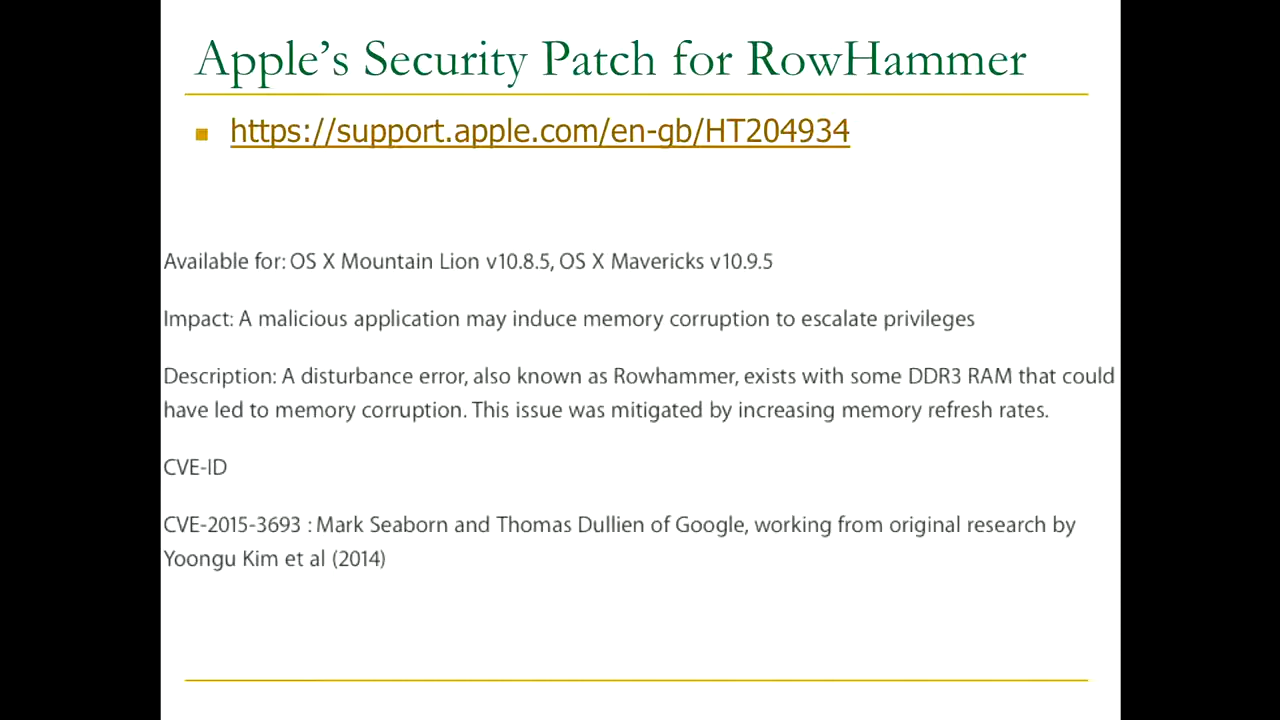 Apple’s Security Patch for RowHammer
https://support.apple.com/en-gb/HT204934
Available for: OS X Mountain Lion v10.8.5, OS X Mavericks v10.9.5
Impact: A malicious application may induce memory corruption to escalate privileges
Description: A disturbance error, also known as Rowhammer, exists with some DDR3 RAM that could
have led to memory corruption. This issue was mitigated by increasing memory refresh rates.
CVE-ID
CVE-2015-3693 : Mark Seaborn and Thomas Dullien of Google, working from original research by
Yoongu Kim et al (2014)